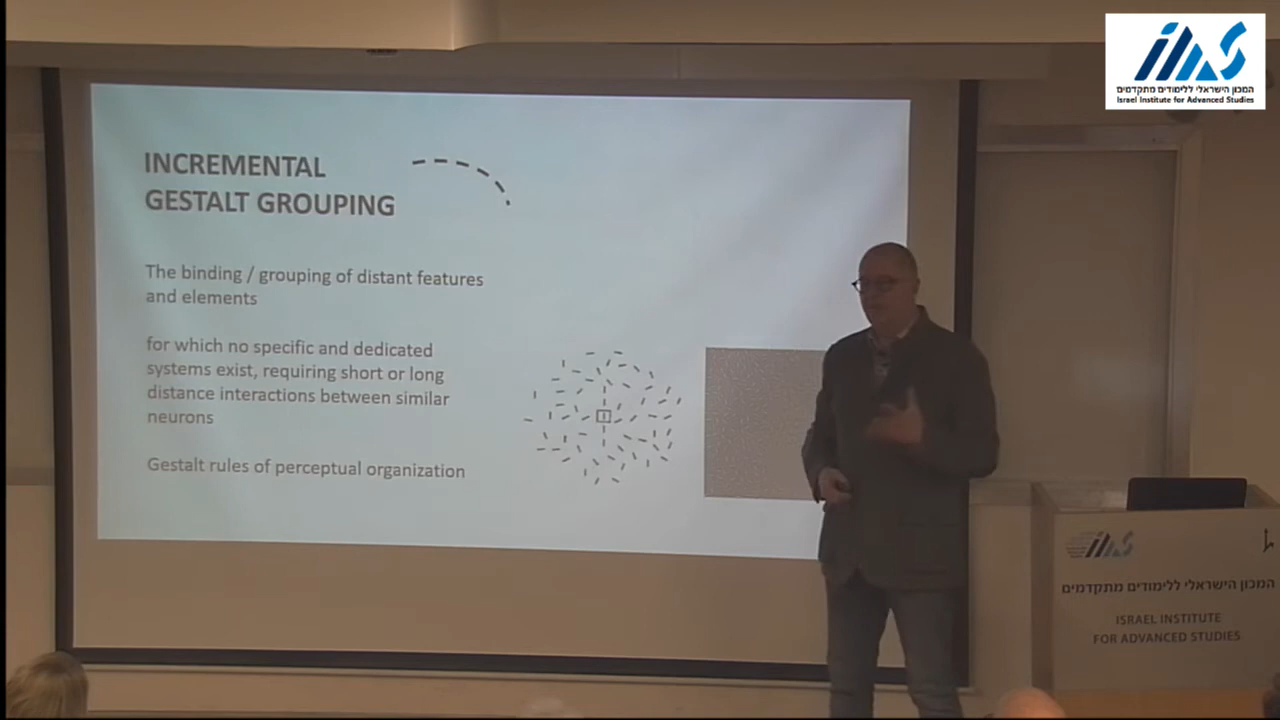 INCREMENTAL
GESTALT GROUPING
The binding / grouping of distant features
and elements
for which no specific and dedicated
systems exist, requiring short or long
distance interactions between similar
neurons
Gestalt rules of perceptual organization
המכון הישראלי ללימודים מתקדמים
Israel Institute for Advanced Studies
המכון הישראלי ללימודים מתקדמים
ISRAEL INSTITUTE
FOR ADVANCED STUDIES